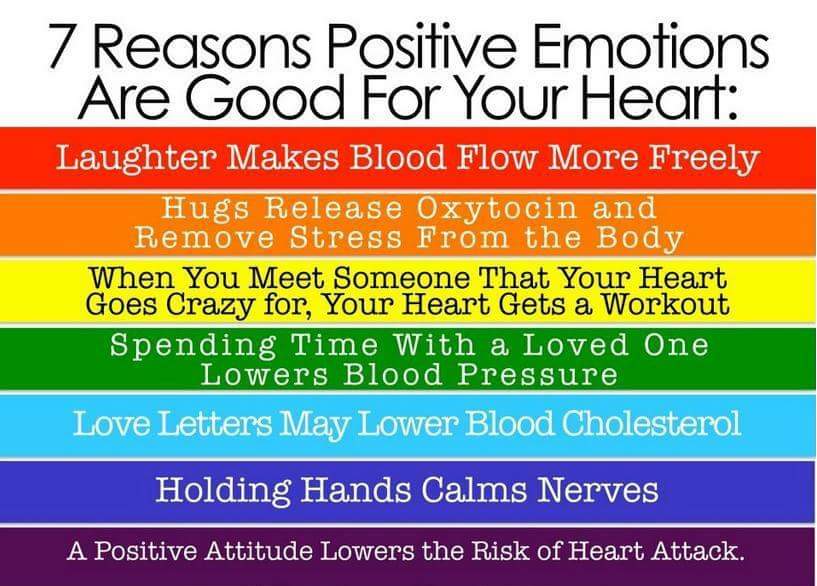 7 Reasons Positive Emotions
Are Good For Your Heart:
Laughter Makes Blood Flow More Freely
Hugs Release Oxytocin and
Remove Stress From the Body
When You Meet Someone That Your Heart
Goes Crazy for, Your Heart Gets a Workout
Spending Time With a Loved One
Lowers Blood Pressure
Love Letters May Lower Blood Cholesterol
Holding Hands Calms Nerves
A Positive Attitude Lowers the Risk of Heart Attack.